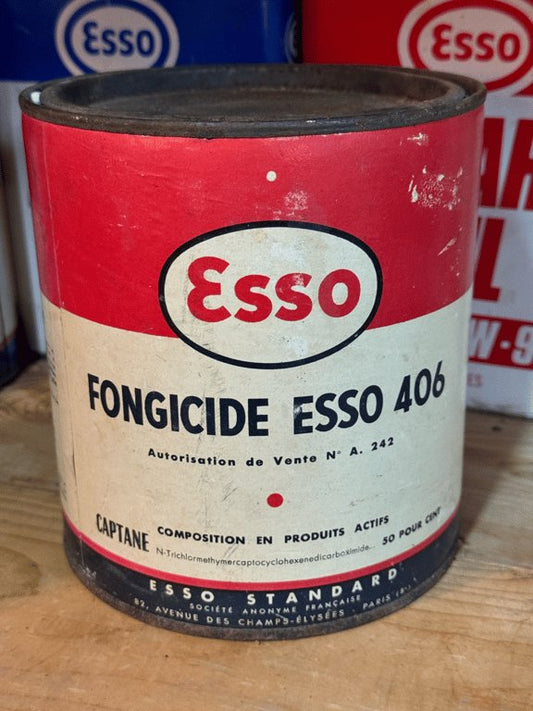 Esso
Esso
Esso
FONGICIDE ESSO 406
Autorisation de Vente N° A. 242
COMPOSITION EN PRODUITS ACTIFS
CAPTANE N-Trichlormethymercaptocyclohexenedicarboximide... 50 POUR CENT
ESSO STANDARD
SOCIÉTÉ ANONYME FRANÇAISE
82, AVENUE DES CHAMPS-ÉLYSÉES - PARIS (8ᵉ)
W-9